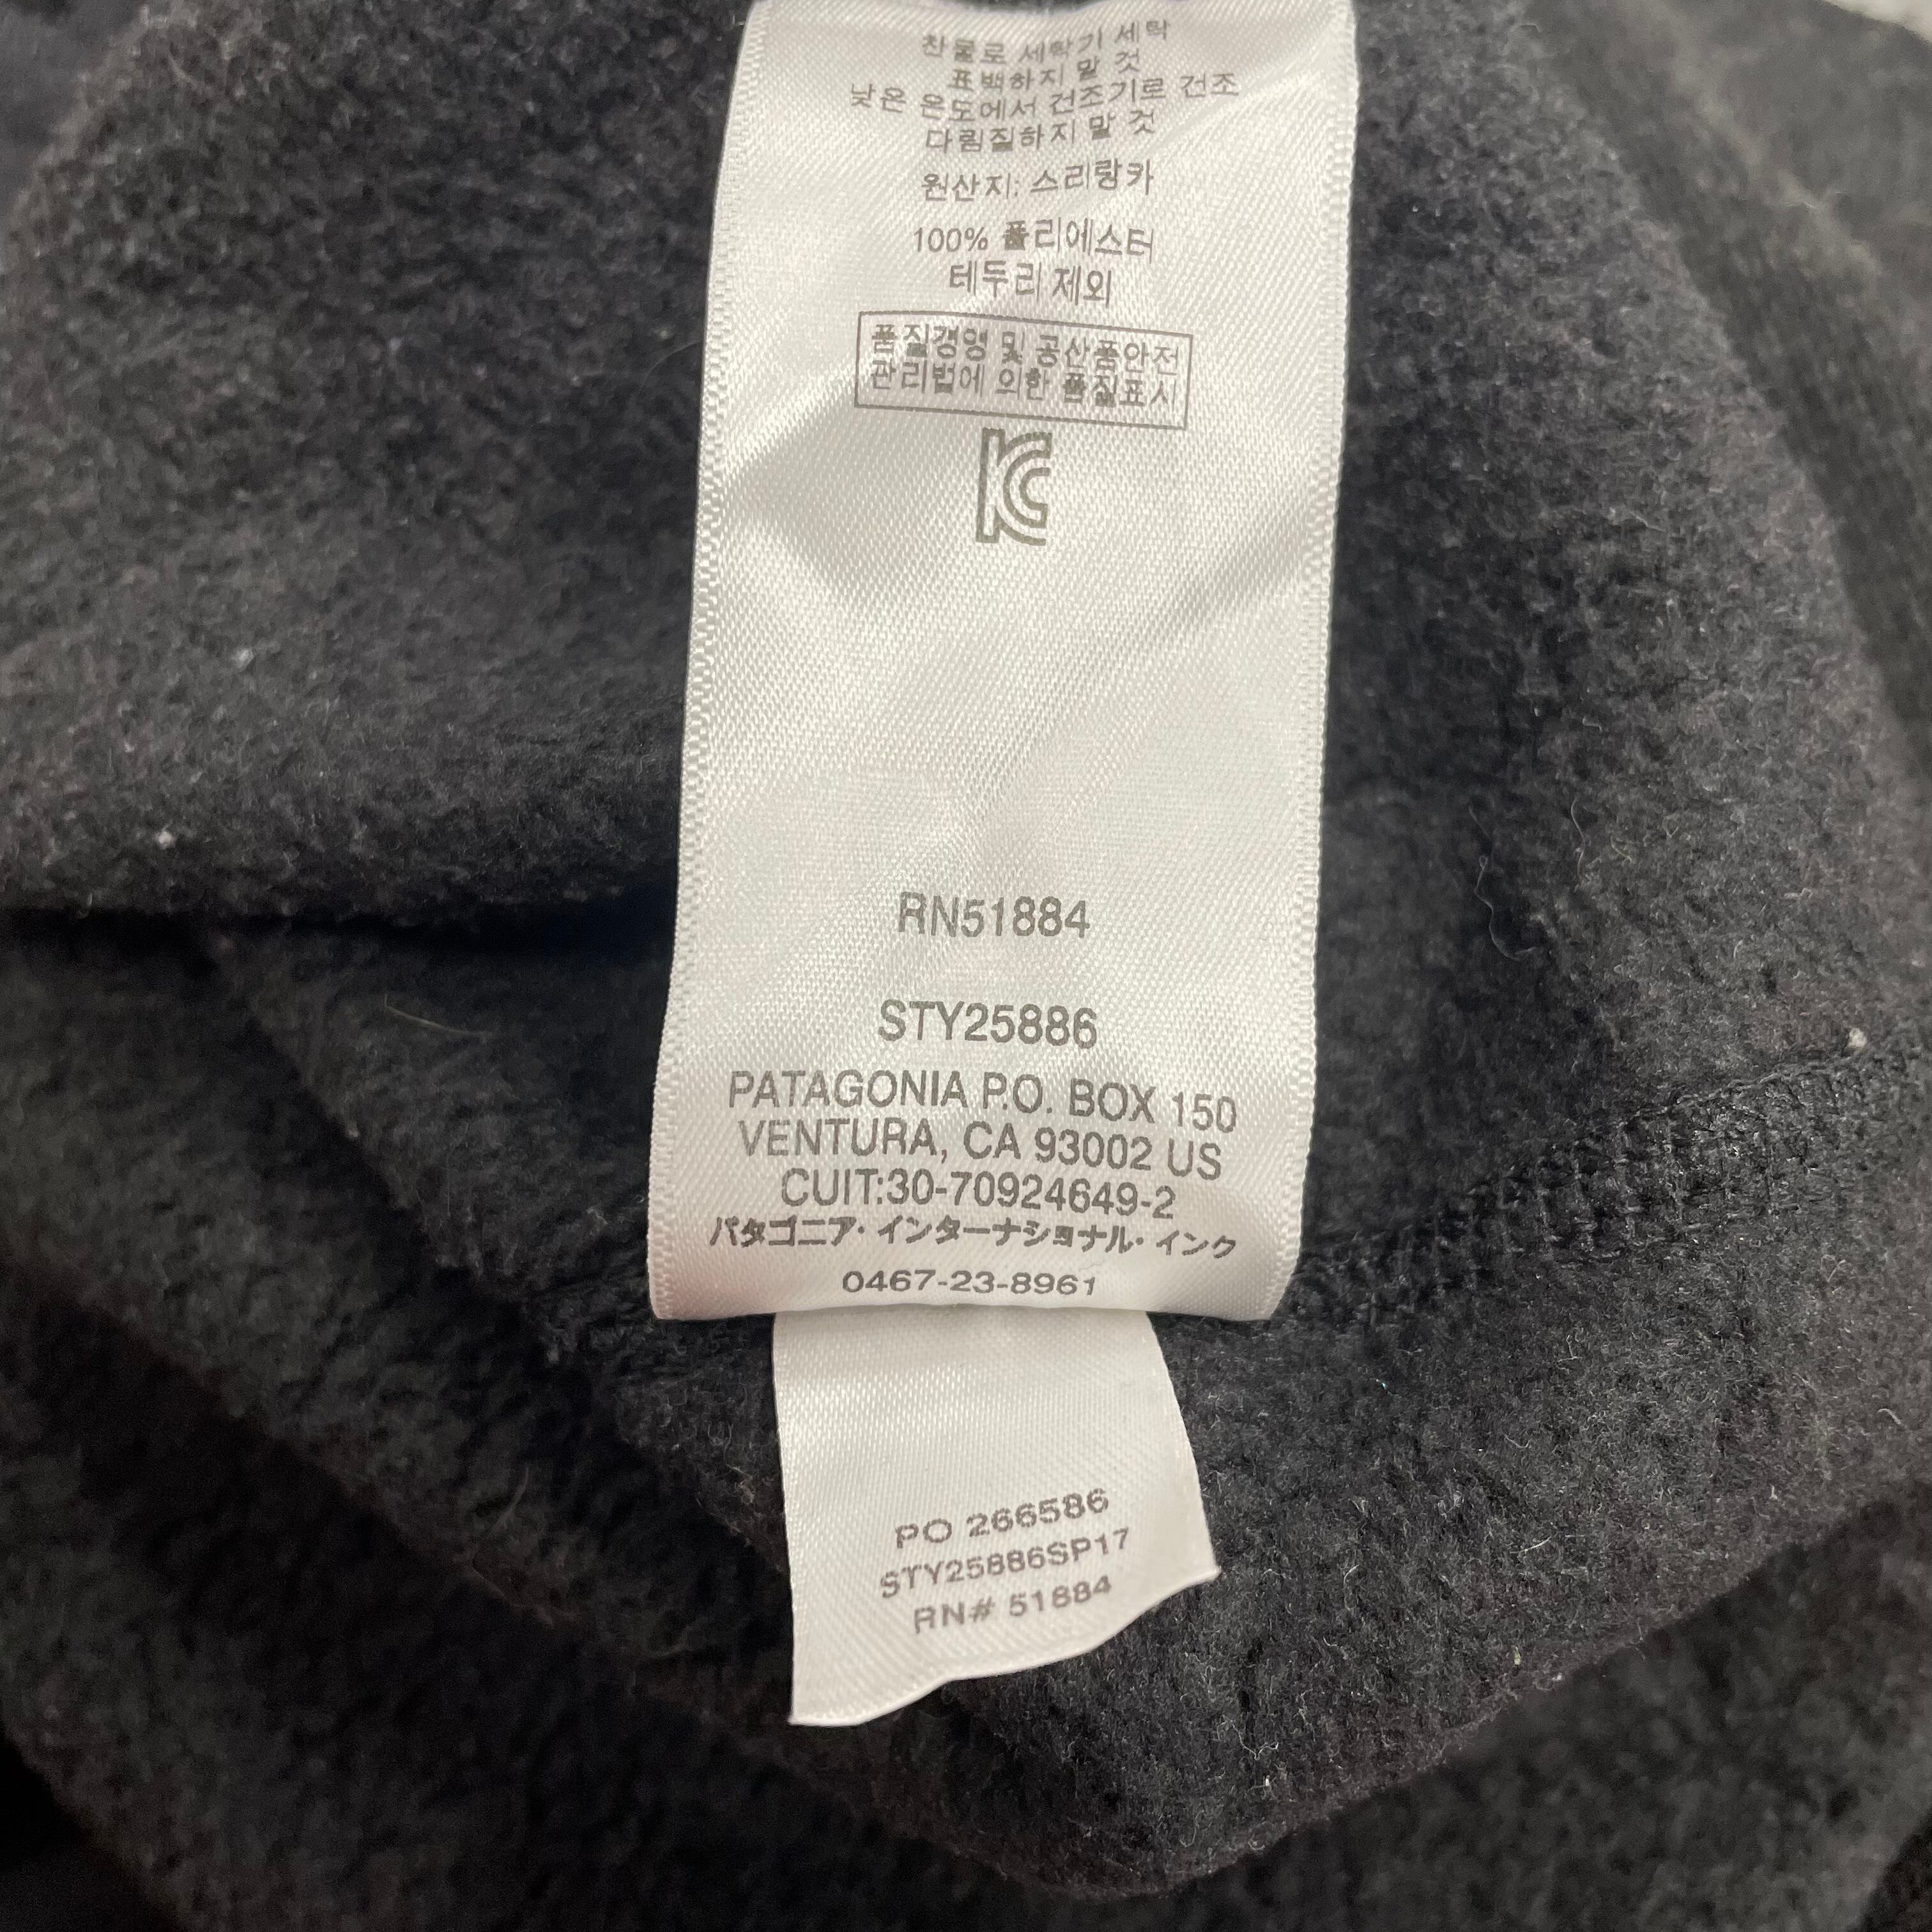 찬물로 세탁기 세탁
표백하지 말 것
낮은 온도에서 건조기로 건조
다림질하지 말 것
원산지: 스리랑카
100% 폴리에스터
테두리 제외
품질경영 및 공산품안전
관리법에 의한 품질표시
RN51884
STY25886
PATAGONIA P.O. BOX 150
VENTURA, CA 93002 US
CUIT:30-70924649-2
パタゴニア・インターナショナル・インク
0467-23-8961
PO 266586
STY25886SP17
RN# 51884